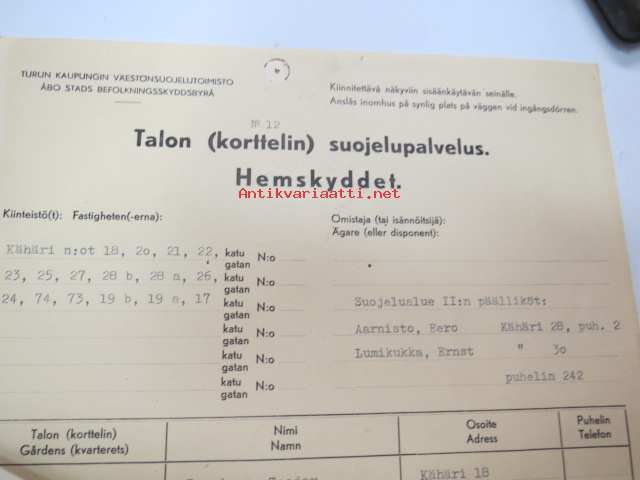 TURUN KAUPUNGIN VÄESTÖNSUOJELUTOIMISTO
ÅBO STADS BEFOLKNINGSSKYDDSBYRÅ
Kiinnitettävä näkyviin sisäänkäytävän seinälle.
Anslås inomhus på synlig plats på väggen vid ingångsdörren.
№ 12
Talon (korttelin) suojelupalvelus.
Hemskyddet.
Antikvariaatti.net
Kiinteistö(t): Fastigheten(-erna):
Omistaja (tai isännöitsijä):
Ägare (eller disponent):
Kähäri n:ot 18, 20, 21, 22, katu gatan N:o
23, 25, 27, 28 b, 28 a, 26, katu gatan N:o
24, 74, 73, 19 b, 19 a, 17 katu gatan N:o
Suojelualue II:n päälliköt:
katu gatan N:o
Aarnisto, Eero Kähäri 28, puh. 2
katu gatan N:o
Lumikukka, Ernst " 30
katu gatan N:o
puhelin 242
Talon (korttelin)
Gårdens (kvarterets)
Nimi
Namn
Osoite
Adress
Puhelin
Telefon
Kähäri 18